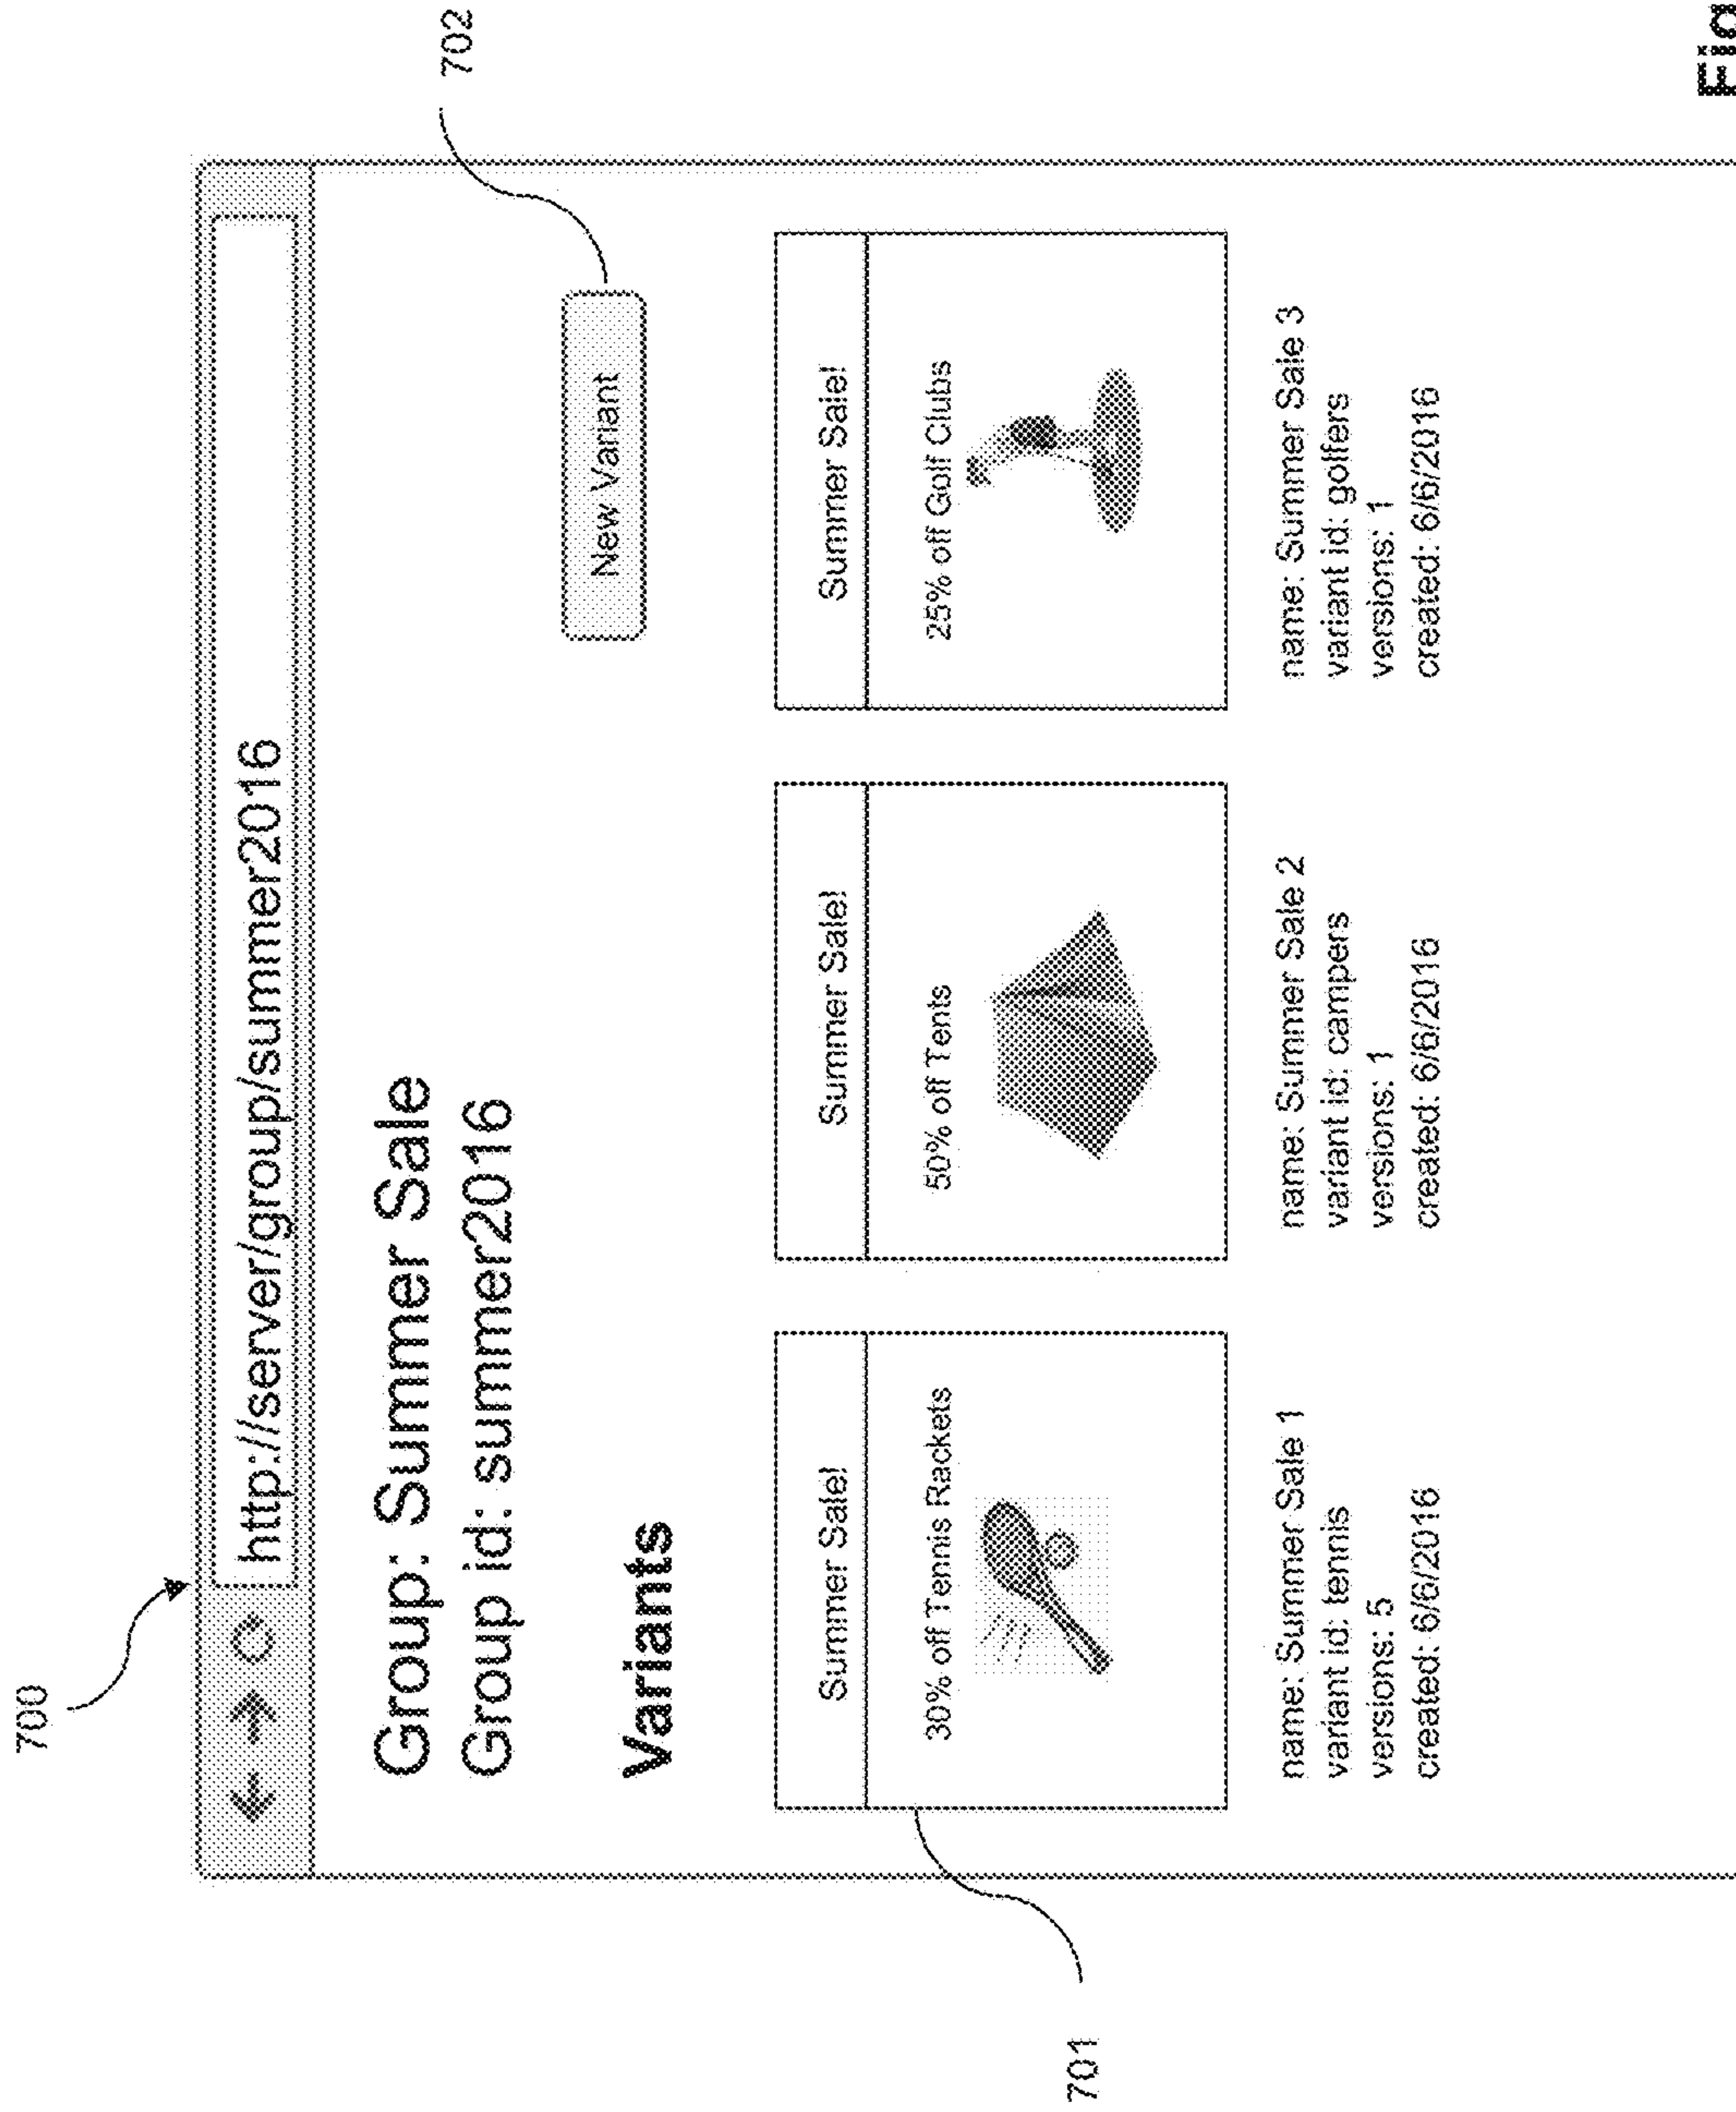 700
http://server/group/summer2016
702
Group: Summer Sale
Group id: summer2016
New Variant
Variants
Summer Sale!
30% off Tennis Rackets
name: Summer Sale 1
variant id: tennis
versions: 5
created: 6/6/2016
Summer Sale!
50% off Tents
name: Summer Sale 2
variant id: campers
versions: 1
created: 6/6/2016
Summer Sale!
25% off Golf Clubs
name: Summer Sale 3
variant id: golfers
versions: 1
created: 6/6/2016
701
Fig